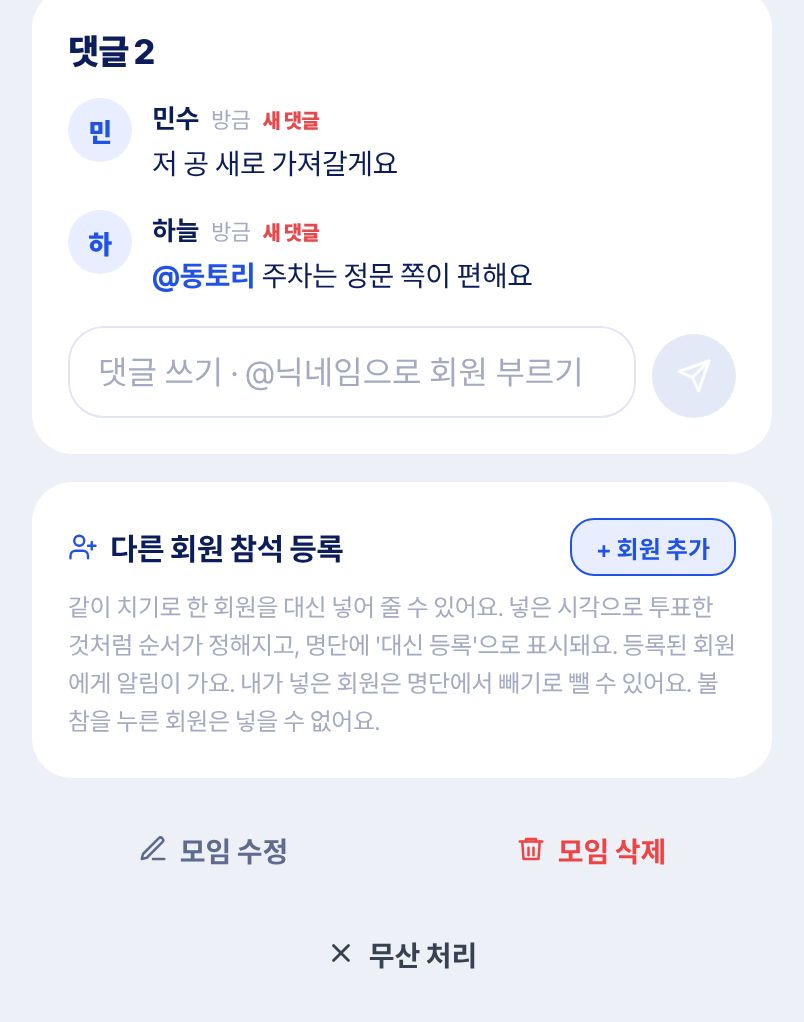 댓글 2
민 민수 방금 새 댓글
저 공 새로 가져갈게요
하 하늘 방금 새 댓글
@동토리 주차는 정문 쪽이 편해요
댓글 쓰기 · @닉네임으로 회원 부르기
다른 회원 참석 등록 + 회원 추가
같이 치기로 한 회원을 대신 넣어 줄 수 있어요. 넣은 시각으로 투표한
것처럼 순서가 정해지고, 명단에 '대신 등록'으로 표시돼요. 등록된 회원
에게 알림이 가요. 내가 넣은 회원은 명단에서 빼기로 뺄 수 있어요. 불
참을 누른 회원은 넣을 수 없어요.
모임 수정 모임 삭제
무산 처리